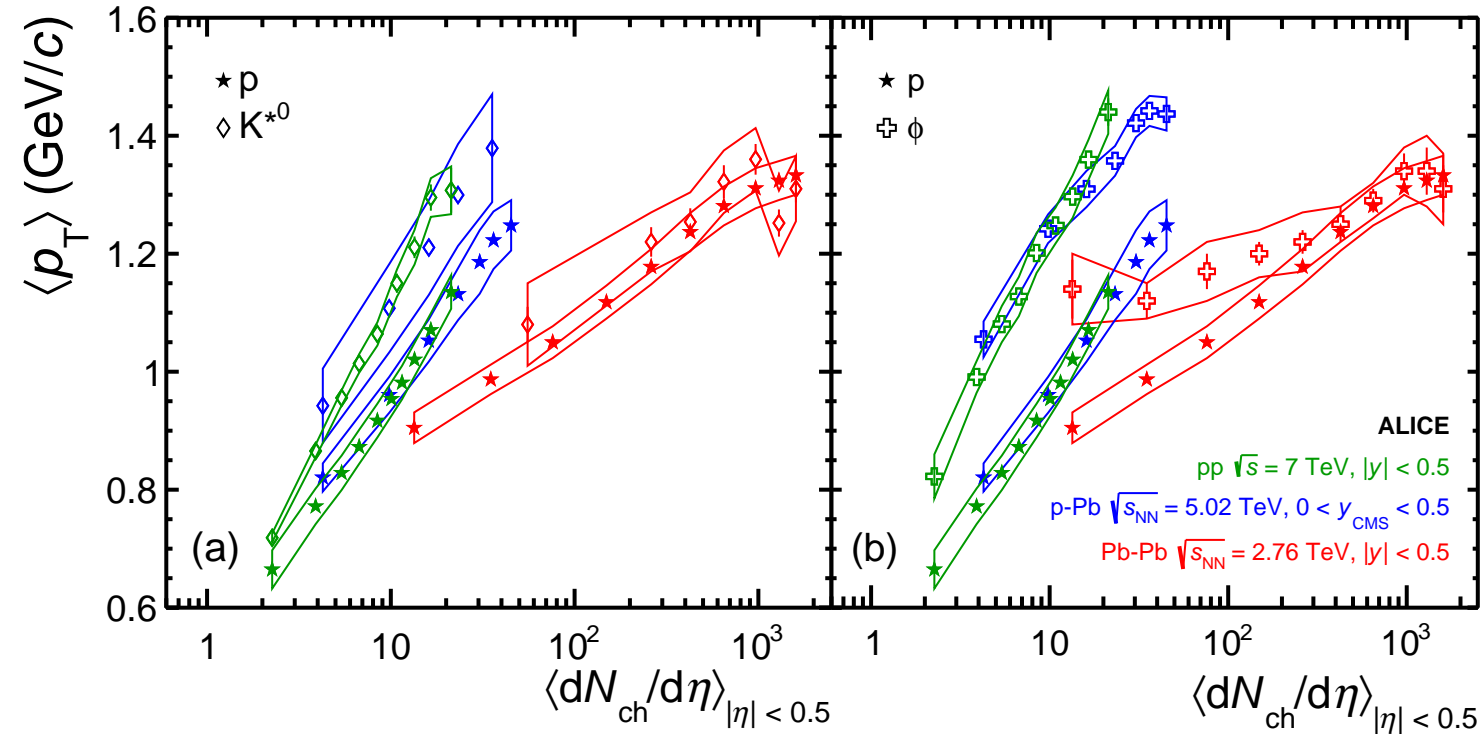 ⟨p_T⟩ (GeV/c)
1.6
1.4
1.2
1
0.8
0.6
★ p
◇ K*⁰
(a)
1 10 10² 10³
⟨dN_ch/dη⟩_|η| < 0.5
★ p
✚ ϕ
(b)
ALICE
pp √s = 7 TeV, |y| < 0.5
p-Pb √s_NN = 5.02 TeV, 0 < y_CMS < 0.5
Pb-Pb √s_NN = 2.76 TeV, |y| < 0.5
1 10 10² 10³
⟨dN_ch/dη⟩_|η| < 0.5